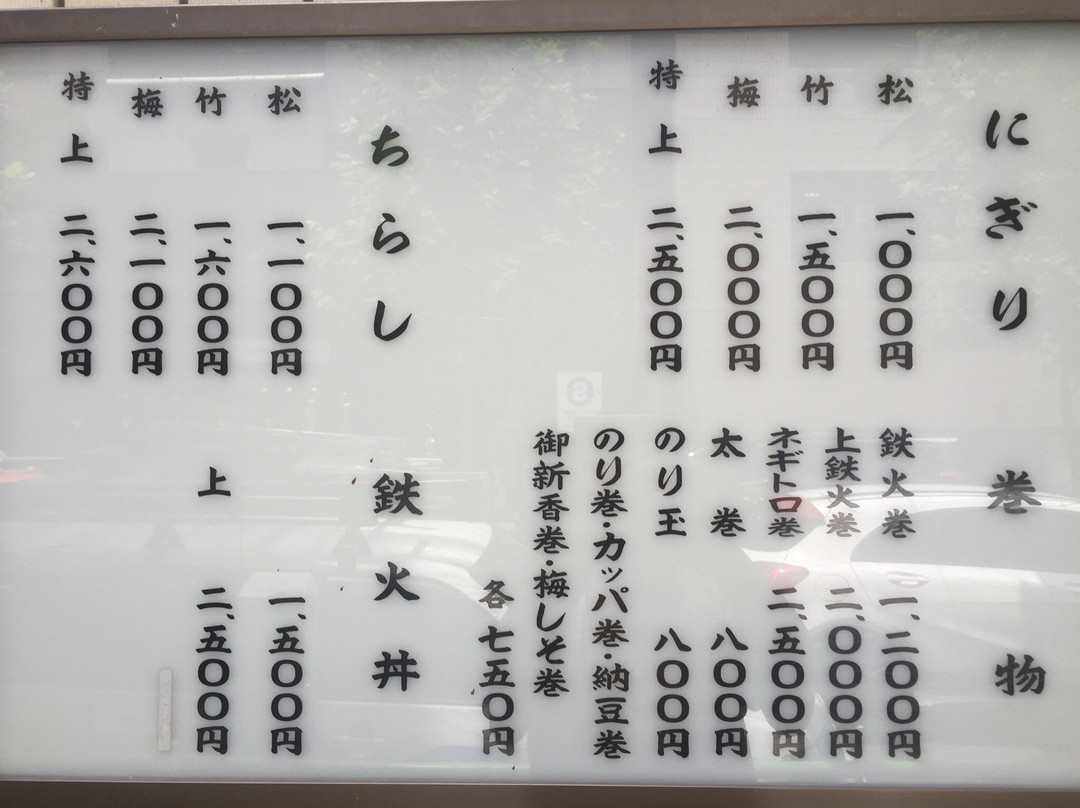 にぎり
松 一、〇〇〇円
竹 一、五〇〇円
梅 二、〇〇〇円
特上 二、五〇〇円
巻物
鉄火巻 一、二〇〇円
上鉄火巻 二、〇〇〇円
ネギトロ巻 二、五〇〇円
太巻 八〇〇円
のり玉 八〇〇円
のり巻・カッパ巻・納豆巻
御新香巻・梅しそ巻
各七五〇円
ちらし
松 一、一〇〇円
竹 一、六〇〇円
梅 二、一〇〇円
特上 二、六〇〇円
鉄火丼
一、五〇〇円
上 二、五〇〇円